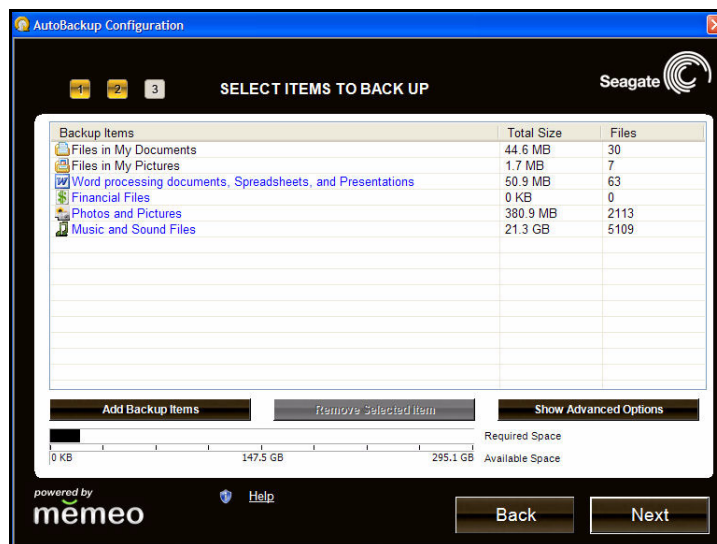 AutoBackup Configuration
1 2 3 SELECT ITEMS TO BACK UP Seagate
Backup Items Total Size Files
Files in My Documents 44.6 MB 30
Files in My Pictures 1.7 MB 7
Word processing documents, Spreadsheets, and Presentations 50.9 MB 63
Financial Files 0 KB 0
Photos and Pictures 380.9 MB 2113
Music and Sound Files 21.3 GB 5109
Add Backup Items Remove Selected Item Show Advanced Options
Required Space
0 KB 147.5 GB 295.1 GB Available Space
powered by
memeo Help
Back Next